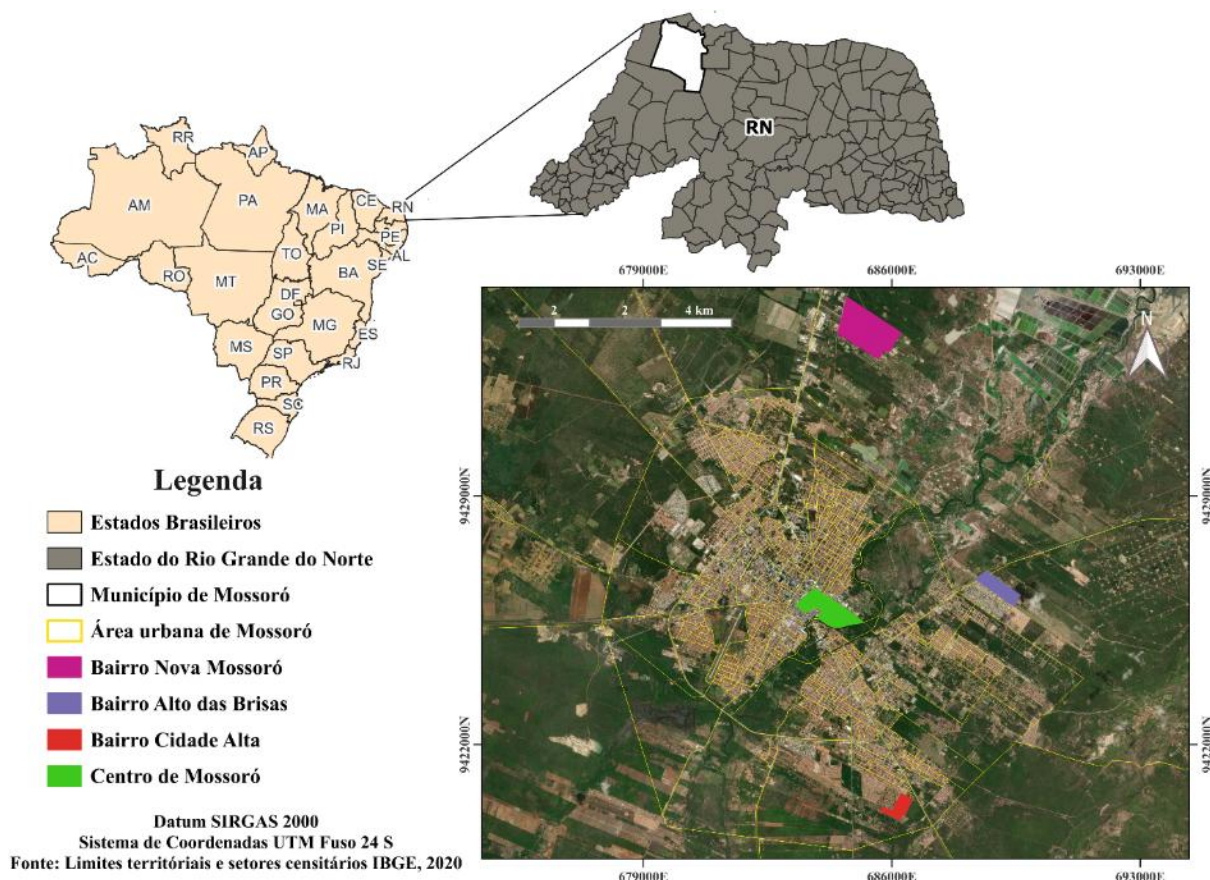 RR
AP
AM
PA
MA
CE
RN
PI
PE
AC
TO
AL
SE
RO
MT
BA
DF
GO
MG
ES
MS
SP
RJ
PR
SC
RS
RN
Legenda
Estados Brasileiros
Estado do Rio Grande do Norte
Município de Mossoró
Área urbana de Mossoró
Bairro Nova Mossoró
Bairro Alto das Brisas
Bairro Cidade Alta
Centro de Mossoró
Datum SIRGAS 2000
Sistema de Coordenadas UTM Fuso 24 S
Fonte: Limites territóriais e setores censitários IBGE, 2020
679000E 686000E 693000E
2 2 4 km
N
9429000N 9429000N
9422000N 9422000N
679000E 686000E 693000E